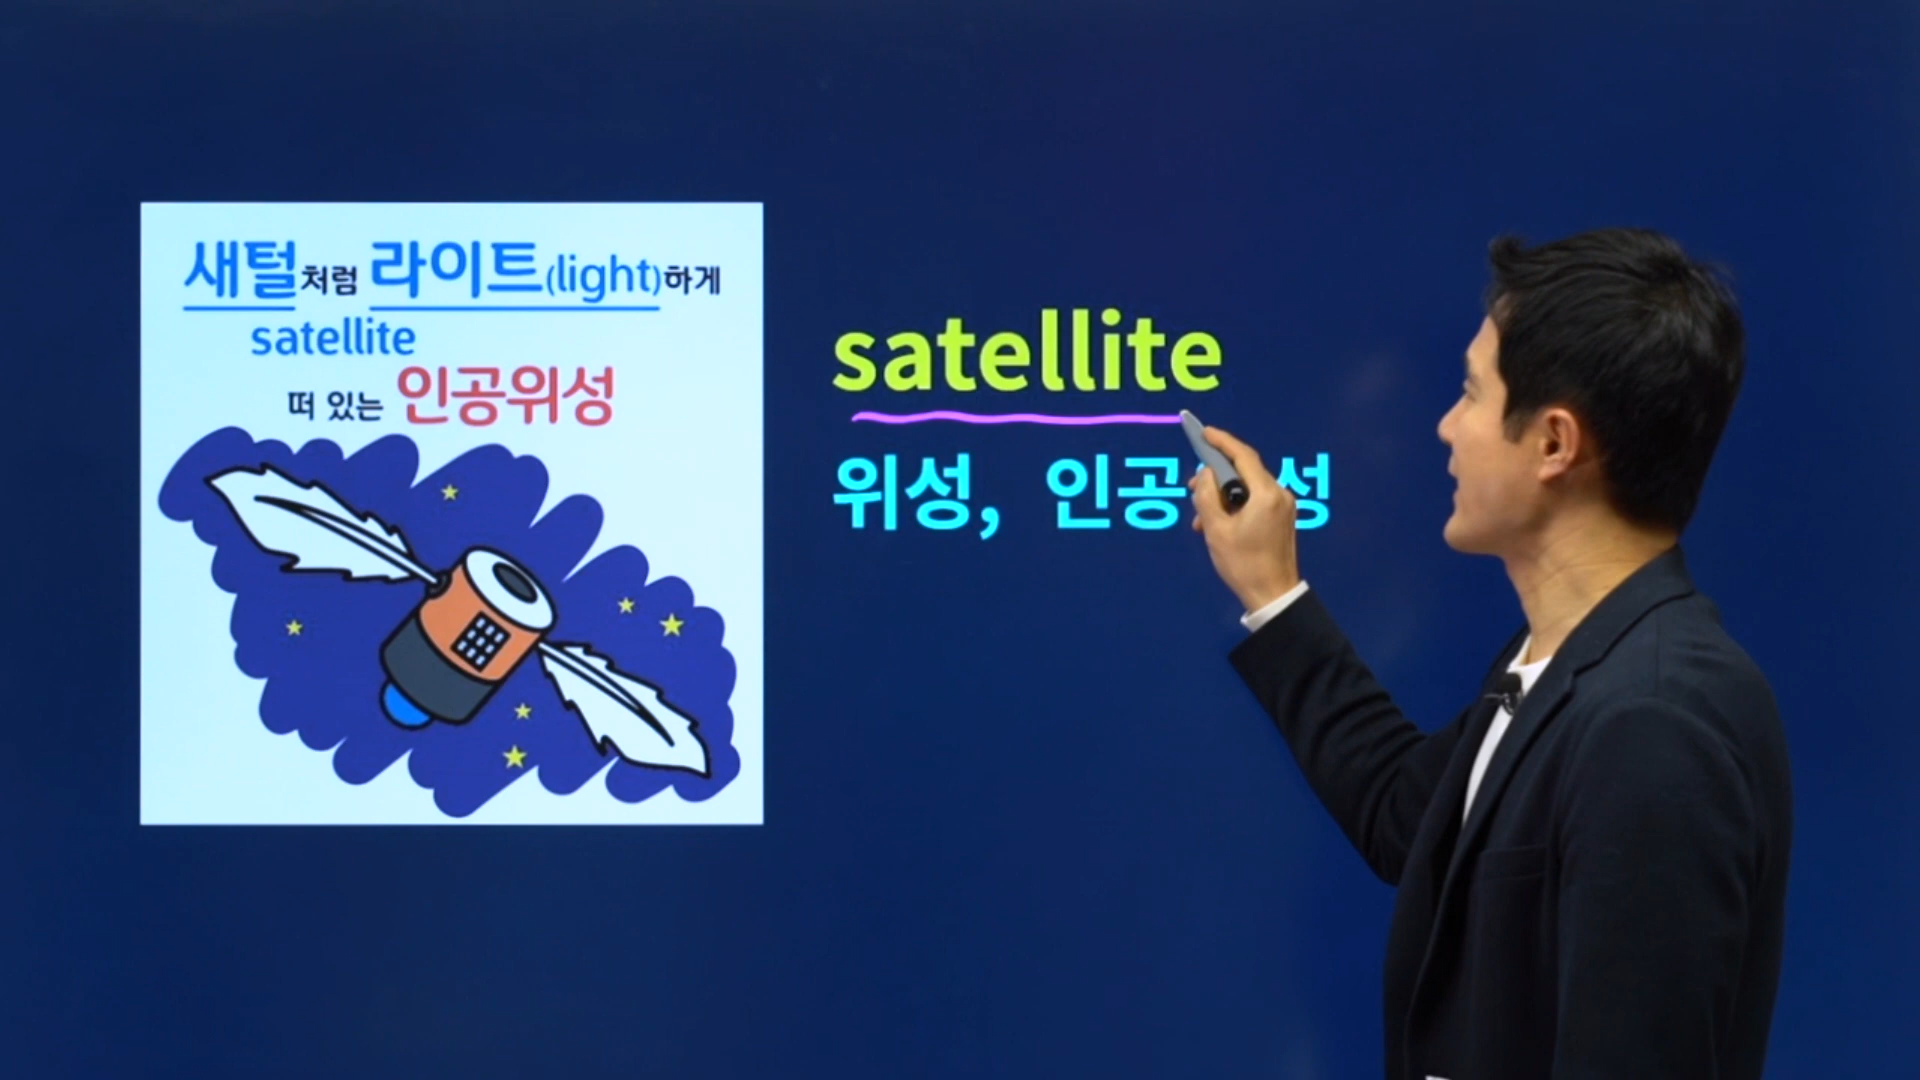 새털처럼 라이트(light)하게
satellite
떠 있는 인공위성
satellite
위성, 인공위성